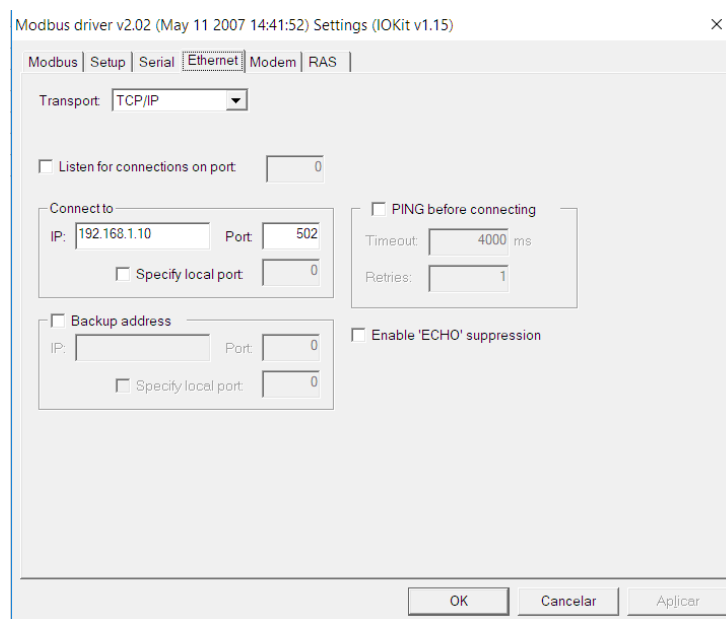 Modbus driver v2.02 (May 11 2007 14:41:52) Settings (IOKit v1.15)
Modbus Setup Serial Ethernet Modem RAS
Transport: TCP/IP
Listen for connections on port: 0
Connect to
IP: 192.168.1.10 Port: 502
Specify local port: 0
PING before connecting
Timeout: 4000 ms
Retries: 1
Backup address
IP: Port: 0
Specify local port: 0
Enable 'ECHO' suppression
OK Cancelar Aplicar